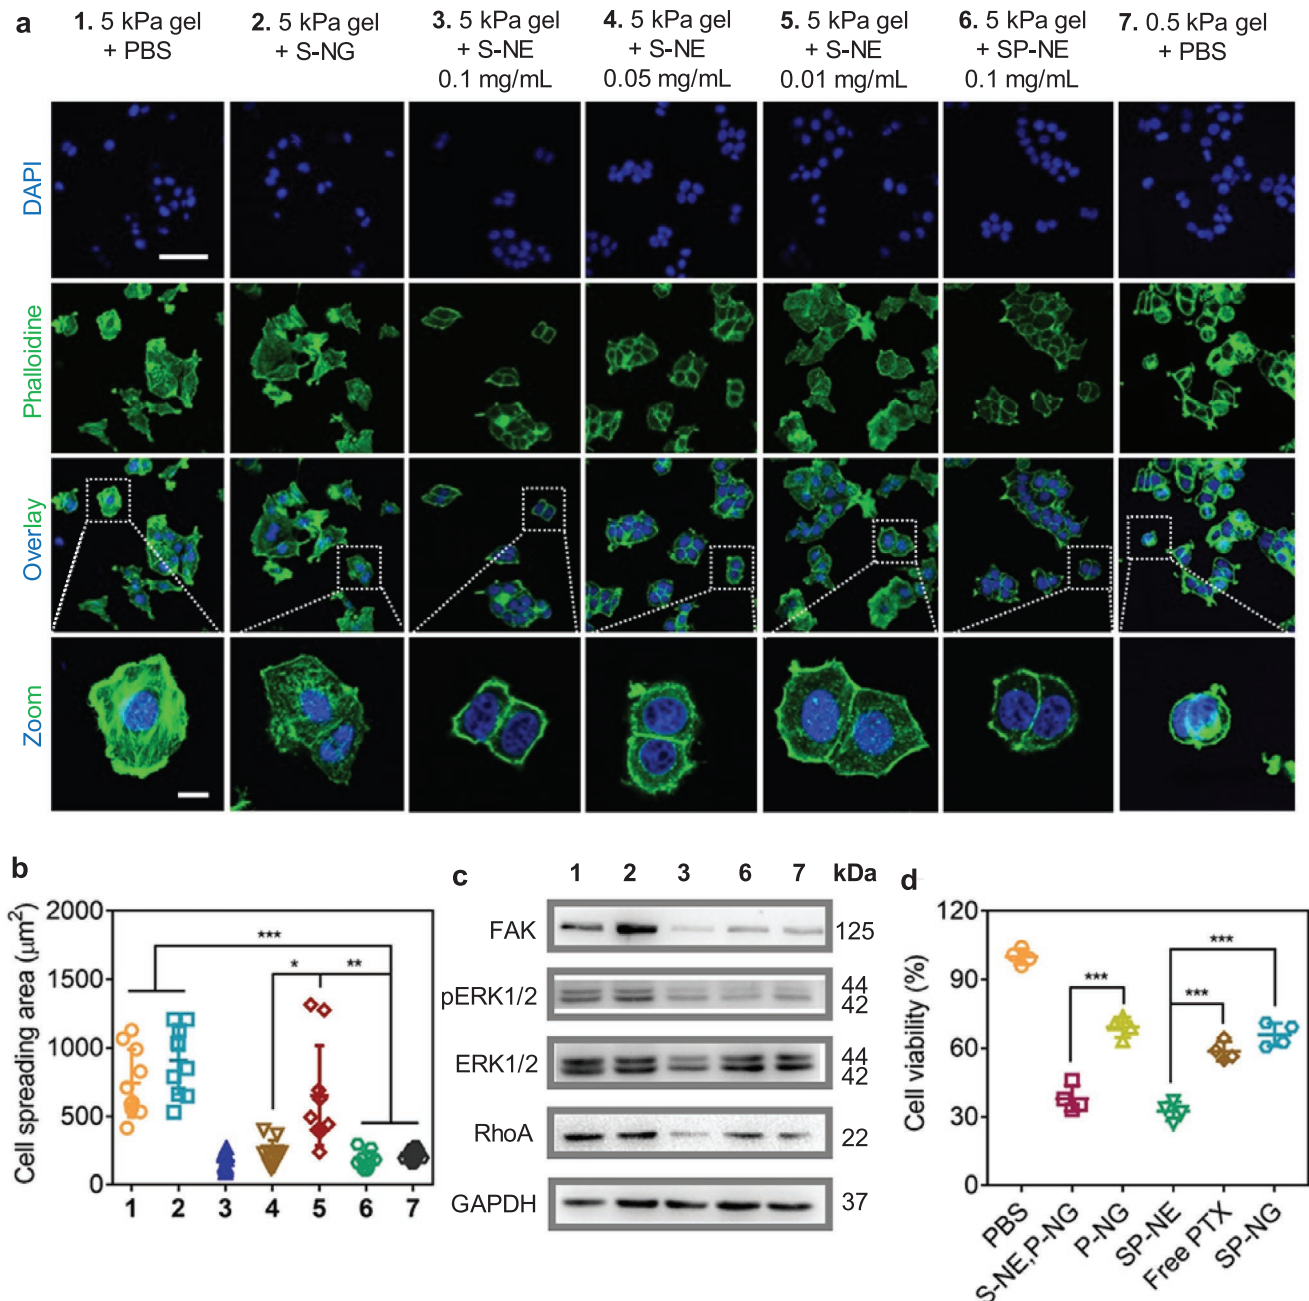 a
1. 5 kPa gel
+ PBS
2. 5 kPa gel
+ S-NG
3. 5 kPa gel
+ S-NE
0.1 mg/mL
4. 5 kPa gel
+ S-NE
0.05 mg/mL
5. 5 kPa gel
+ S-NE
0.01 mg/mL
6. 5 kPa gel
+ SP-NE
0.1 mg/mL
7. 0.5 kPa gel
+ PBS
DAPI
Phalloidine
Overlay
Zoom
b
Cell spreading area (μm²)
2000
1500
1000
500
0
***
* **
1 2 3 4 5 6 7
c
1 2 3 6 7 kDa
FAK 125
pERK1/2 44
42
ERK1/2 44
42
RhoA 22
GAPDH 37
d
Cell viability (%)
120
90
60
30
0
***
***
***
PBS
S-NE,P-NG
P-NG
SP-NE
Free PTX
SP-NG